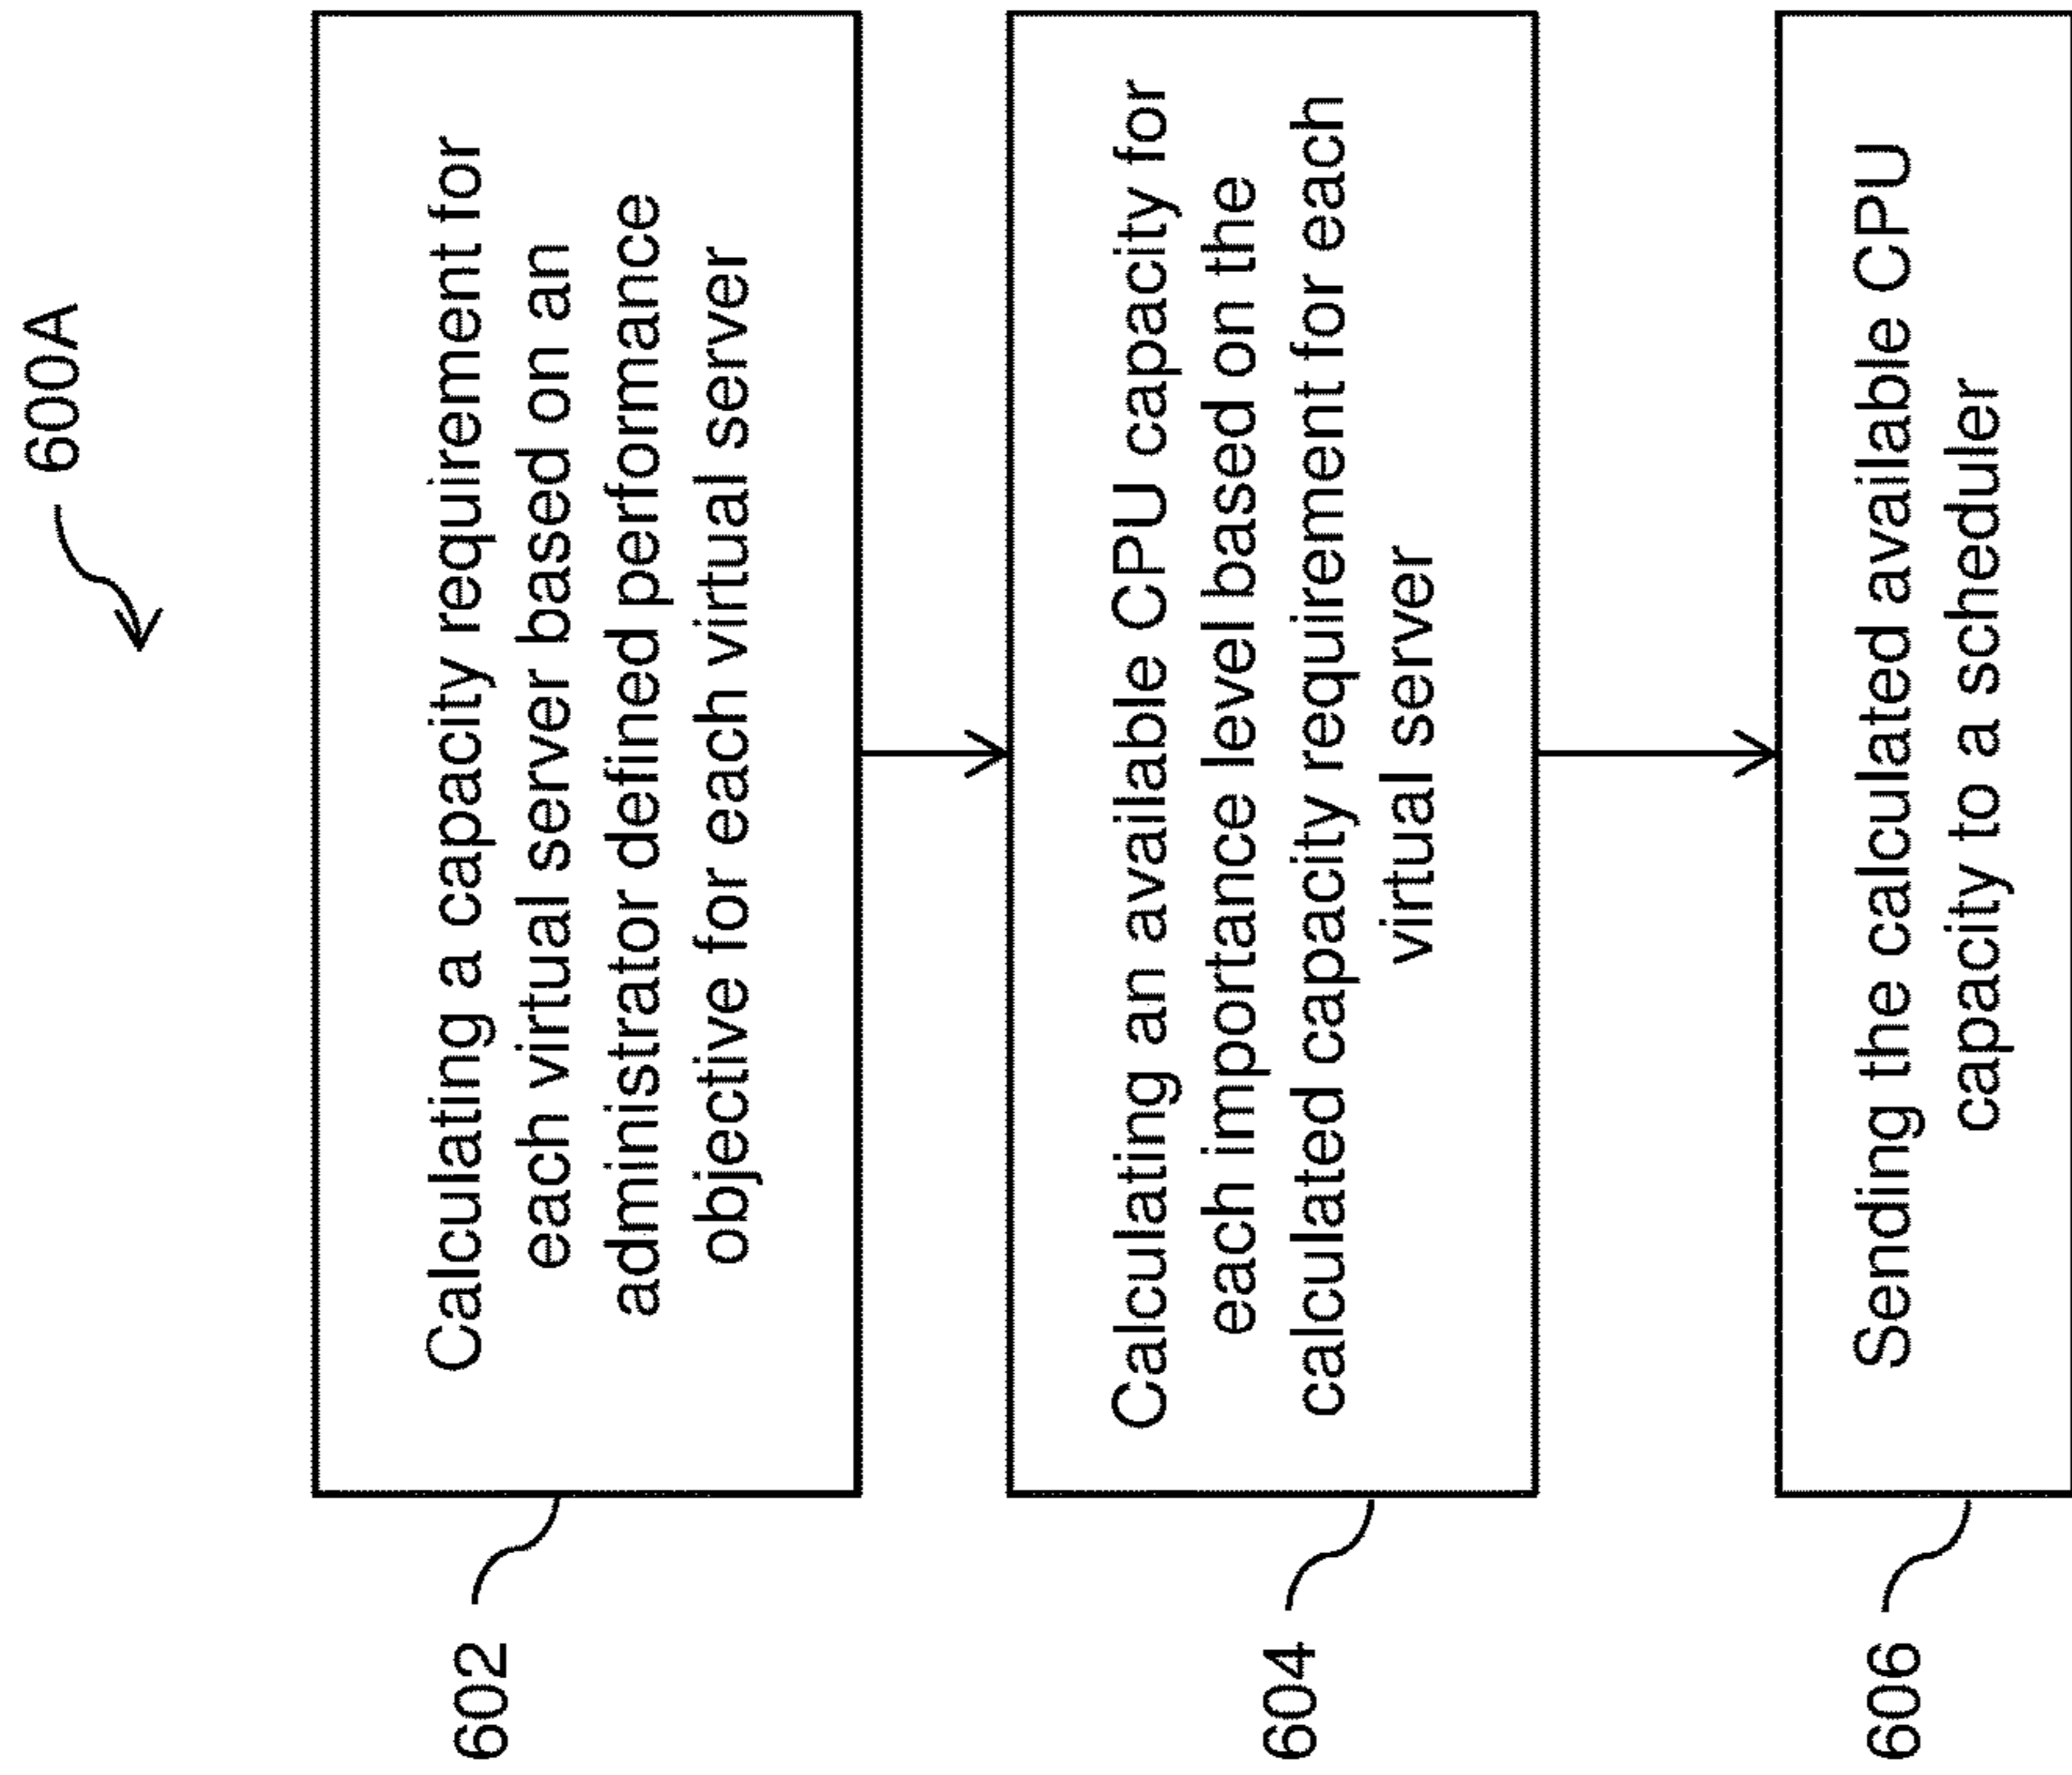 600A
602
Calculating a capacity requirement for
each virtual server based on an
administrator defined performance
objective for each virtual server
604
Calculating an available CPU capacity for
each importance level based on the
calculated capacity requirement for each
virtual server
606
Sending the calculated available CPU
capacity to a scheduler